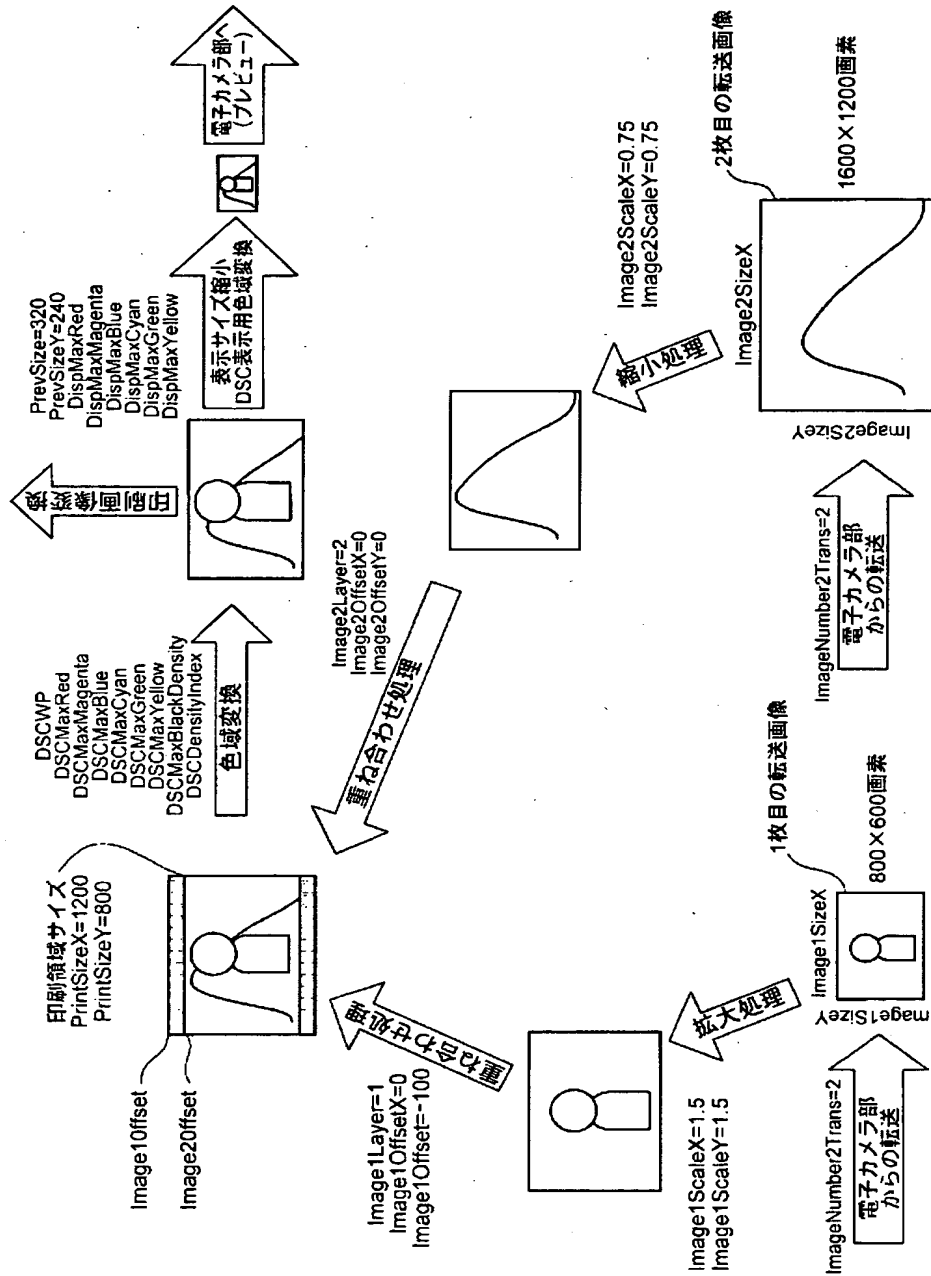 印刷領域サイズ
PrintSizeX=1200
PrintSizeY=800
Image1Offset
Image2Offset
DSCWP
DSCMaxRed
DSCMaxMagenta
DSCMaxBlue
DSCMaxCyan
DSCMaxGreen
DSCMaxYellow
DSCMaxBlackDensity
DSCDensityIndex
色域変換
印刷画像変換
PrevSize=320
PrevSizeY=240
DispMaxRed
DispMaxMagenta
DispMaxBlue
DispMaxCyan
DispMaxGreen
DispMaxYellow
表示サイズ縮小
DSC表示用色域変換
電子カメラ部へ
(プレビュー)
重ね合わせ処理
Image1Layer=1
Image1OffsetX=0
Image1Offset=-100
重ね合わせ処理
Image2Layer=2
Image2OffsetX=0
Image2OffsetY=0
拡大処理
Image1ScaleX=1.5
Image1ScaleY=1.5
縮小処理
Image2ScaleX=0.75
Image2ScaleY=0.75
ImageNumber2Trans=2
電子カメラ部
からの転送
Image1SizeX
Image1SizeY
1枚目の転送画像
800×600画素
ImageNumber2Trans=2
電子カメラ部
からの転送
Image2SizeX
Image2SizeY
2枚目の転送画像
1600×1200画素